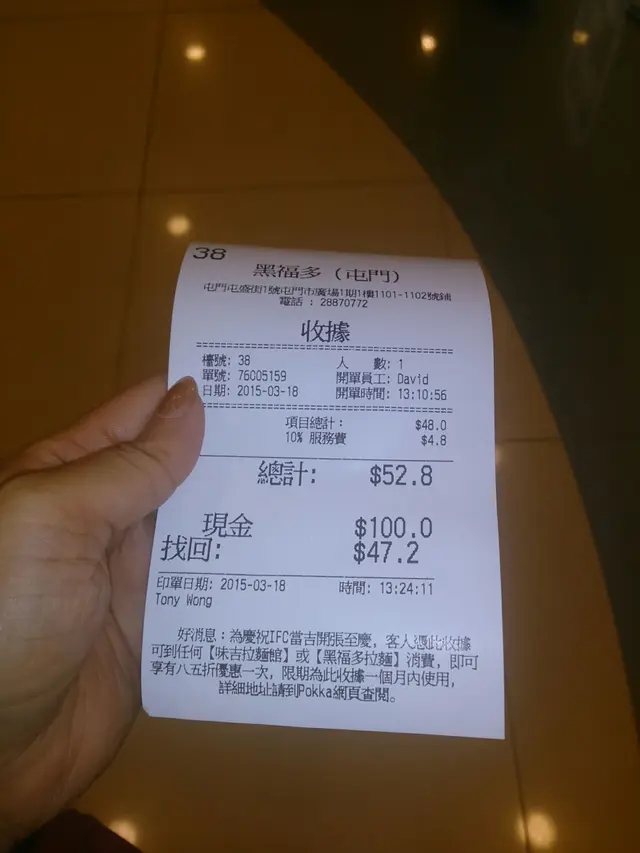 38
黑福多 (屯門)
屯門屯盛街1號屯門市廣場1期1樓1101-1102號鋪
電話 : 28870772
收據
檯號: 38 人 數: 1
單號: 76005159 開單員工: David
日期: 2015-03-18 開單時間: 13:10:56
項目總計: $48.0
10% 服務費 $4.8
總計: $52.8
現金 $100.0
找回: $47.2
印單日期: 2015-03-18 時間: 13:24:11
Tony Wong
好消息：為慶祝IFC當吉開張至慶, 客人憑此收據
可到任何【味吉拉麵館】或【黑福多拉麵】消費, 即可
享有八五折優惠一次, 限期為此收據一個月內使用,
詳細地址請到Pokka網頁查閱。